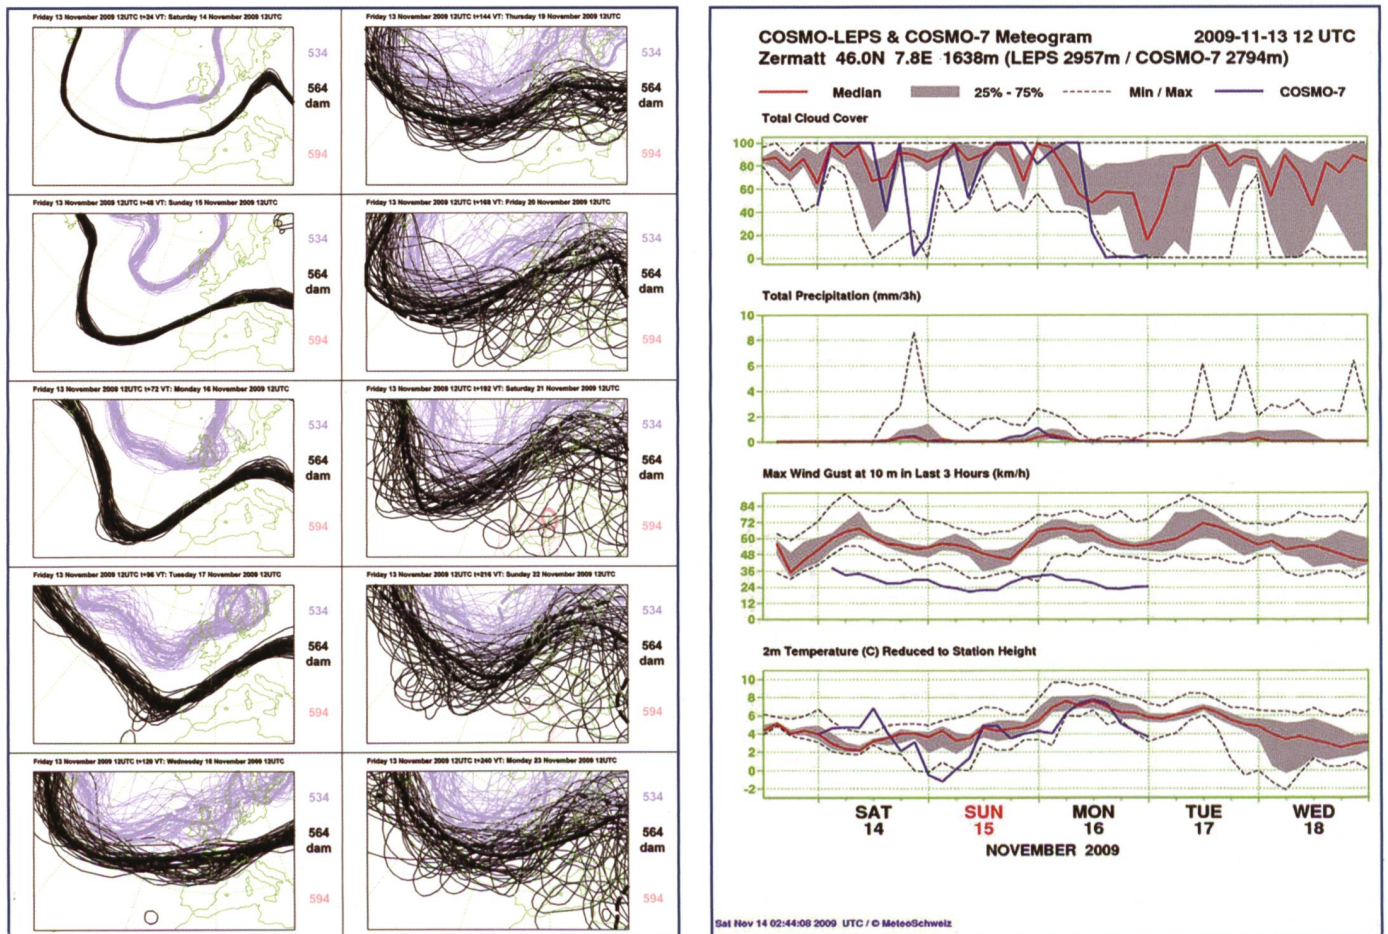 Friday 13 November 2009 12UTC t+24 VT: Saturday 14 November 2009 12UTC
534
564
dam
594
Friday 13 November 2009 12UTC t+48 VT: Sunday 15 November 2009 12UTC
534
564
dam
594
Friday 13 November 2009 12UTC t+72 VT: Monday 16 November 2009 12UTC
534
564
dam
594
Friday 13 November 2009 12UTC t+96 VT: Tuesday 17 November 2009 12UTC
534
564
dam
594
Friday 13 November 2009 12UTC t+120 VT: Wednesday 18 November 2009 12UTC
534
564
dam
594
Friday 13 November 2009 12UTC t+144 VT: Thursday 19 November 2009 12UTC
534
564
dam
594
Friday 13 November 2009 12UTC t+168 VT: Friday 20 November 2009 12UTC
534
564
dam
594
Friday 13 November 2009 12UTC t+192 VT: Saturday 21 November 2009 12UTC
534
564
dam
594
Friday 13 November 2009 12UTC t+216 VT: Sunday 22 November 2009 12UTC
534
564
dam
594
Friday 13 November 2009 12UTC t+240 VT: Monday 23 November 2009 12UTC
534
564
dam
594
COSMO-LEPS & COSMO-7 Meteogram 2009-11-13 12 UTC
Zermatt 46.0N 7.8E 1638m (LEPS 2957m / COSMO-7 2794m)
Median 25% - 75% Min / Max COSMO-7
Total Cloud Cover
100
80
60
40
20
0
Total Precipitation (mm/3h)
10
8
6
4
2
0
Max Wind Gust at 10 m in Last 3 Hours (km/h)
84
72
60
48
36
24
12
0
2m Temperature (C) Reduced to Station Height
10
8
6
4
2
0
-2
SAT SUN MON TUE WED
14 15 16 17 18
NOVEMBER 2009
Sat Nov 14 02:44:08 2009 UTC / © MeteoSchweiz